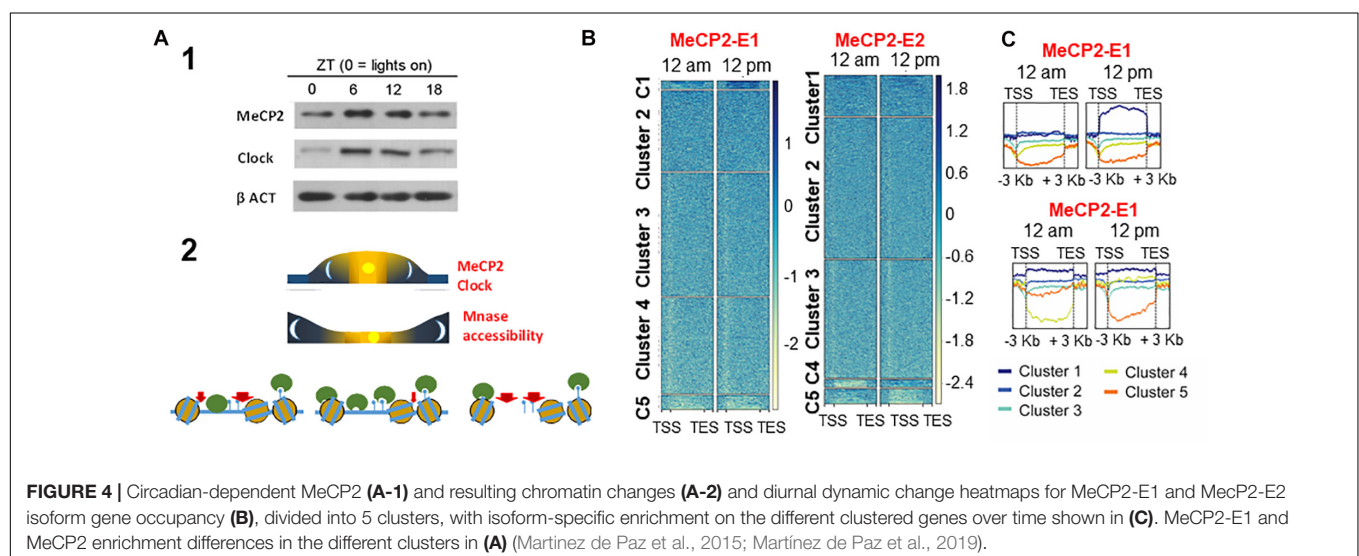 A
1
ZT (0 = lights on)
0 6 12 18
MeCP2
Clock
β ACT
2
MeCP2
Clock
Mnase
accessibility
B
MeCP2-E1
12 am 12 pm
C1
Cluster 2
Cluster 3
Cluster 4
C5
1
0
-1
-2
TSS TES TSS TES
MeCP2-E2
12 am 12 pm
Cluster1
Cluster 2
Cluster 3
C4
C5
1.8
1.2
0.6
0
-0.6
-1.2
-1.8
-2.4
TSS TES TSS TES
C
MeCP2-E1
12 am 12 pm
TSS TES TSS TES
-3 Kb + 3 Kb -3 Kb + 3 Kb
MeCP2-E1
12 am 12 pm
TSS TES TSS TES
-3 Kb + 3 Kb -3 Kb + 3 Kb
Cluster 1
Cluster 2
Cluster 3
Cluster 4
Cluster 5
FIGURE 4 | Circadian-dependent MeCP2 (A-1) and resulting chromatin changes (A-2) and diurnal dynamic change heatmaps for MeCP2-E1 and MecP2-E2
isoform gene occupancy (B), divided into 5 clusters, with isoform-specific enrichment on the different clustered genes over time shown in (C). MeCP2-E1 and
MeCP2 enrichment differences in the different clusters in (A) (Martinez de Paz et al., 2015; Martínez de Paz et al., 2019).